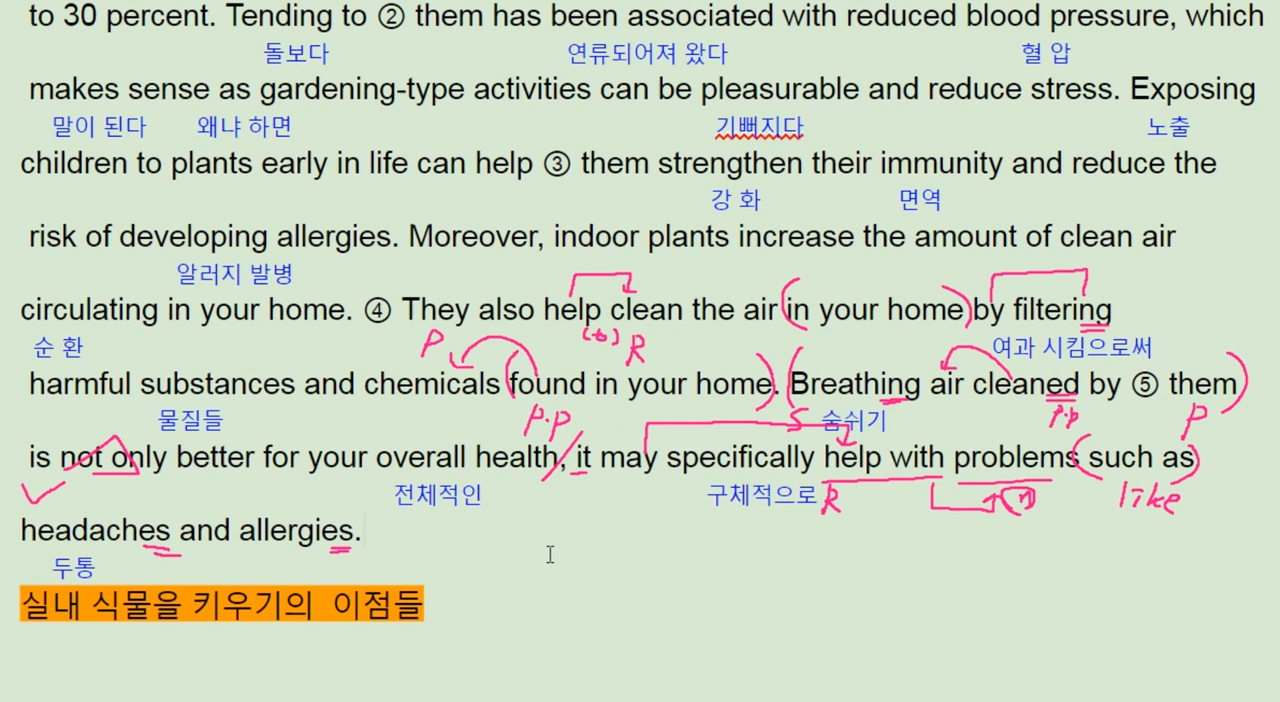 to 30 percent. Tending to ② them has been associated with reduced blood pressure, which
돌보다 연류되어져 왔다 혈 압
makes sense as gardening-type activities can be pleasurable and reduce stress. Exposing
말이 된다 왜냐 하면 기뻐지다 노출
children to plants early in life can help ③ them strengthen their immunity and reduce the
강 화 면역
risk of developing allergies. Moreover, indoor plants increase the amount of clean air
알러지 발병
circulating in your home. ④ They also help clean the air in your home by filtering
순 환 P (to) R 여과 시킴으로써
harmful substances and chemicals found in your home. Breathing air cleaned by ⑤ them
물질들 P.P S 숨쉬기 P.P P
is not only better for your overall health, it may specifically help with problems such as
전체적인 구체적으로 R like
headaches and allergies.
두통
실내 식물을 키우기의 이점들